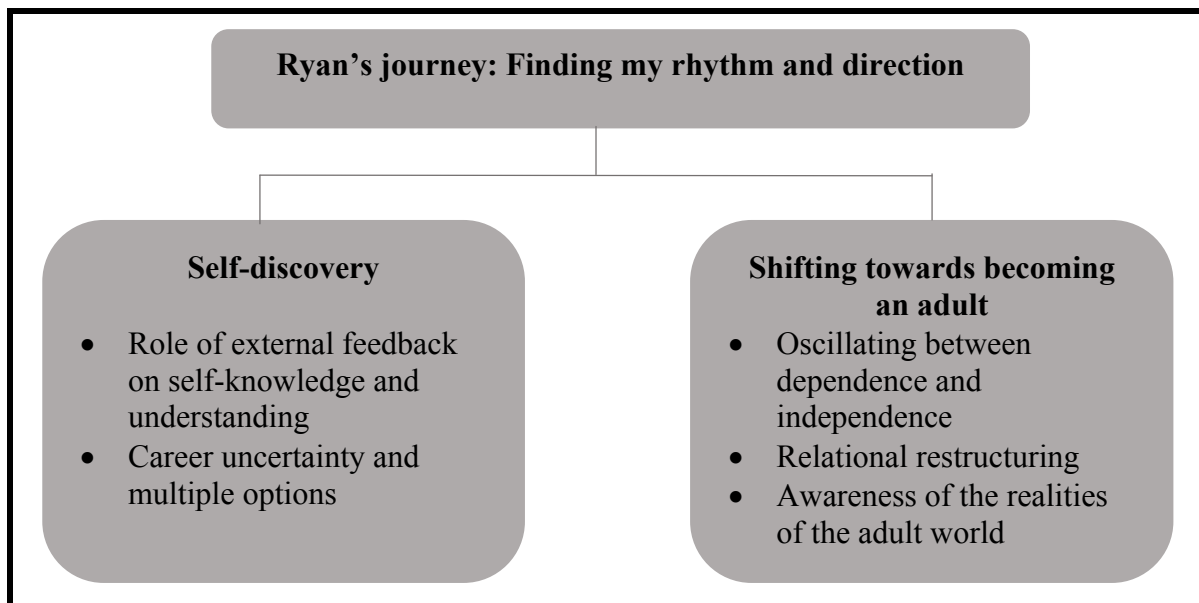 Ryan’s journey: Finding my rhythm and direction
Self-discovery
• Role of external feedback
on self-knowledge and
understanding
• Career uncertainty and
multiple options
Shifting towards becoming
an adult
• Oscillating between
dependence and
independence
• Relational restructuring
• Awareness of the realities
of the adult world